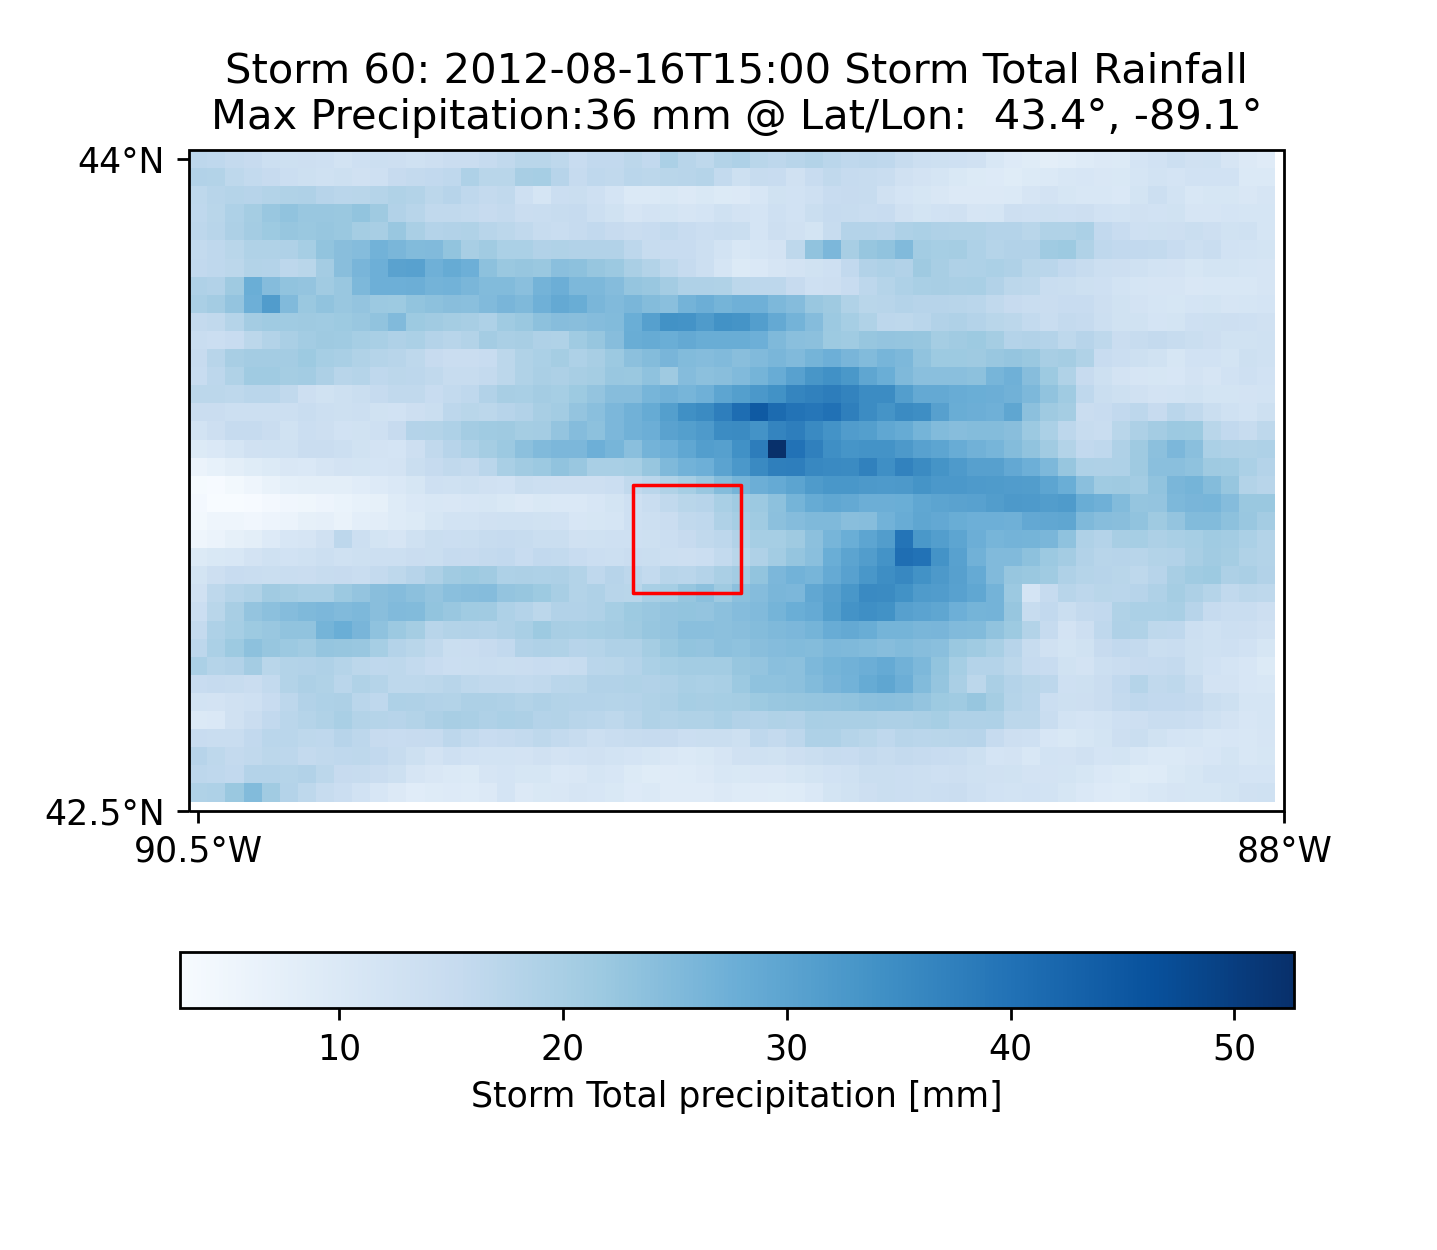 Storm 60: 2012-08-16T15:00 Storm Total Rainfall
Max Precipitation:36 mm @ Lat/Lon:  43.4°, -89.1°
44°N
42.5°N
90.5°W 88°W
10 20 30 40 50
Storm Total precipitation [mm]